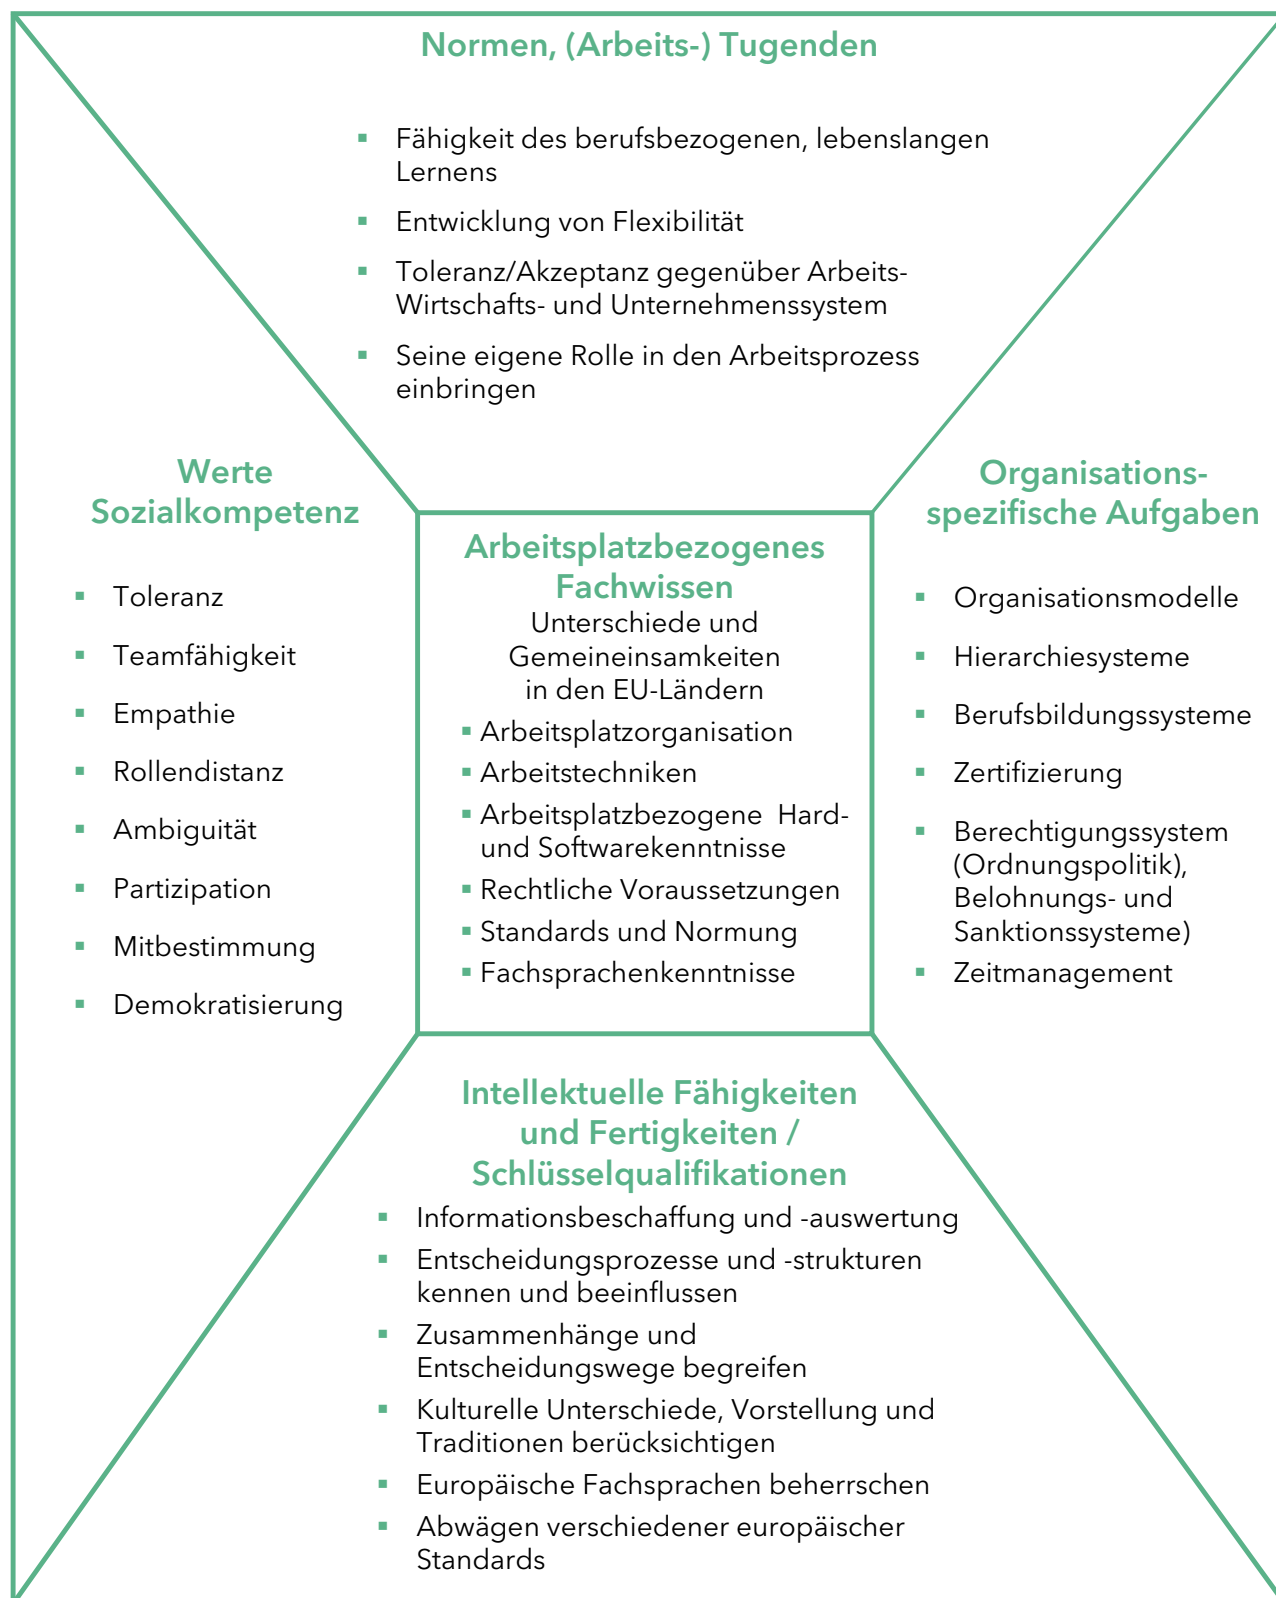 Normen, (Arbeits-) Tugenden
▪ Fähigkeit des berufsbezogenen, lebenslangen
Lernens
▪ Entwicklung von Flexibilität
▪ Toleranz/Akzeptanz gegenüber Arbeits-
Wirtschafts- und Unternehmenssystem
▪ Seine eigene Rolle in den Arbeitsprozess
einbringen
Werte
Sozialkompetenz
▪ Toleranz
▪ Teamfähigkeit
▪ Empathie
▪ Rollendistanz
▪ Ambiguität
▪ Partizipation
▪ Mitbestimmung
▪ Demokratisierung
Arbeitsplatzbezogenes
Fachwissen
Unterschiede und
Gemeineinsamkeiten
in den EU-Ländern
▪ Arbeitsplatzorganisation
▪ Arbeitstechniken
▪ Arbeitsplatzbezogene Hard-
und Softwarekenntnisse
▪ Rechtliche Voraussetzungen
▪ Standards und Normung
▪ Fachsprachenkenntnisse
Organisations-
spezifische Aufgaben
▪ Organisationsmodelle
▪ Hierarchiesysteme
▪ Berufsbildungssysteme
▪ Zertifizierung
▪ Berechtigungssystem
(Ordnungspolitik),
Belohnungs- und
Sanktionssysteme)
▪ Zeitmanagement
Intellektuelle Fähigkeiten
und Fertigkeiten /
Schlüsselqualifikationen
▪ Informationsbeschaffung und -auswertung
▪ Entscheidungsprozesse und -strukturen
kennen und beeinflussen
▪ Zusammenhänge und
Entscheidungswege begreifen
▪ Kulturelle Unterschiede, Vorstellung und
Traditionen berücksichtigen
▪ Europäische Fachsprachen beherrschen
▪ Abwägen verschiedener europäischer
Standards